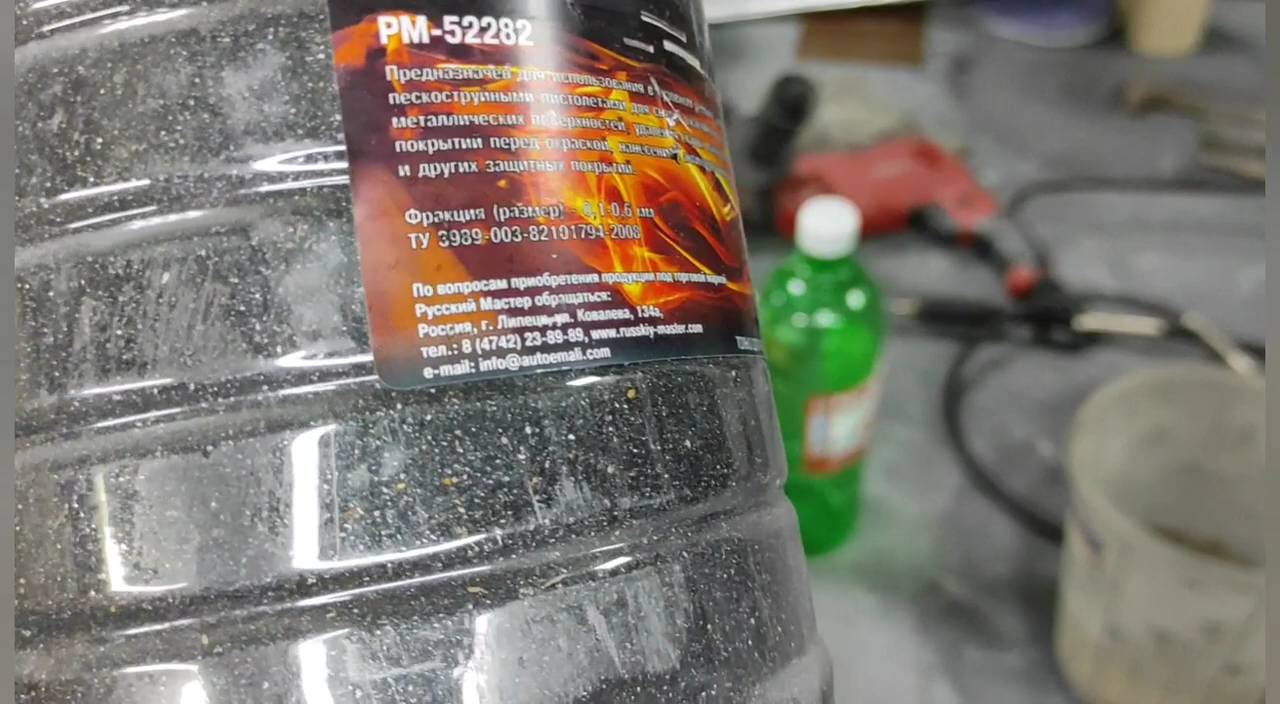 РМ-52282
Предназначен для использования в
пескоструйными пистолетами для
металлических поверхностей,
покрытий перед окраской, нанесении
и других защитных покрытий.
Фракция (размер) - 0,1-0,6 мм
ТУ 3989-003-82101794-2008
По вопросам приобретения продукции под торговой маркой
Русский Мастер обращаться:
Россия, г. Липецк, ул. Ковалева, 134а,
тел.: 8 (4742) 23-89-89, www.russkiy-master.com
e-mail: info@autoemali.com